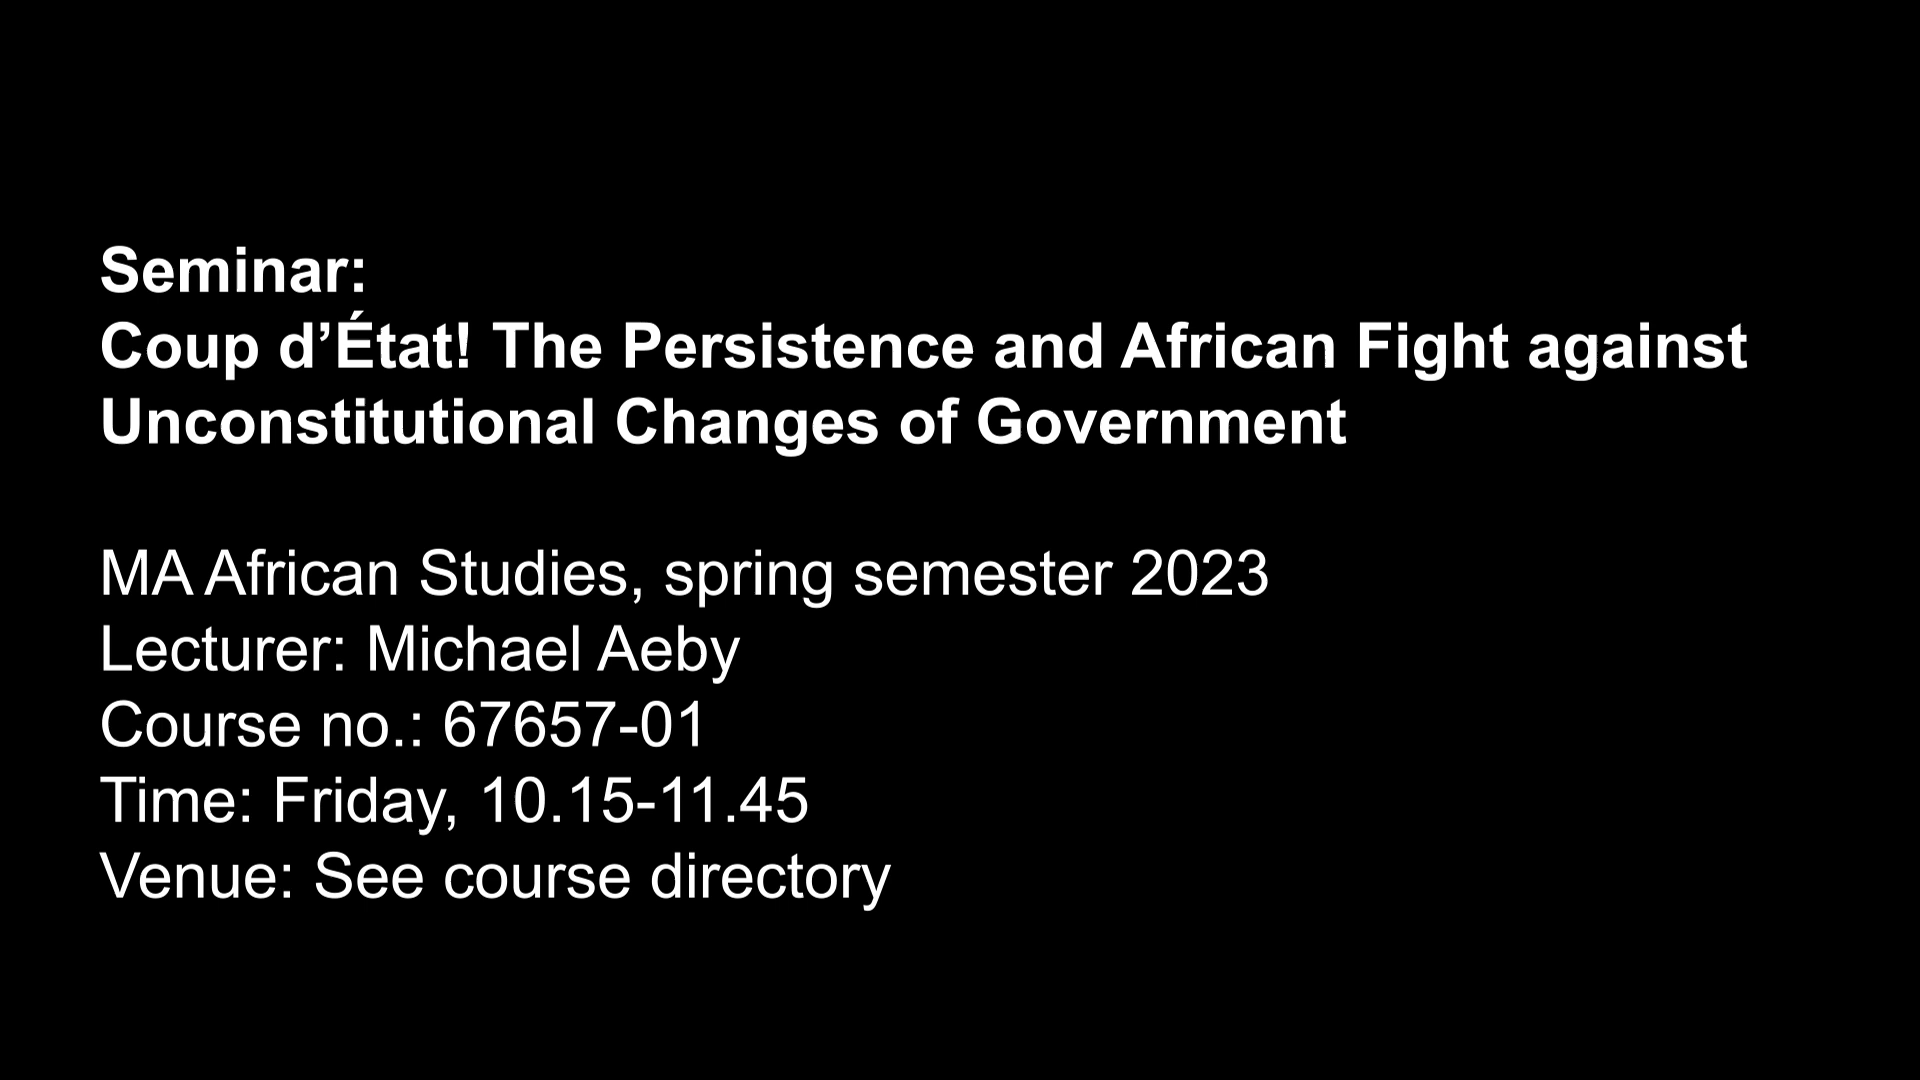 Seminar:
Coup d’État! The Persistence and African Fight against
Unconstitutional Changes of Government
MA African Studies, spring semester 2023
Lecturer: Michael Aeby
Course no.: 67657-01
Time: Friday, 10.15-11.45
Venue: See course directory